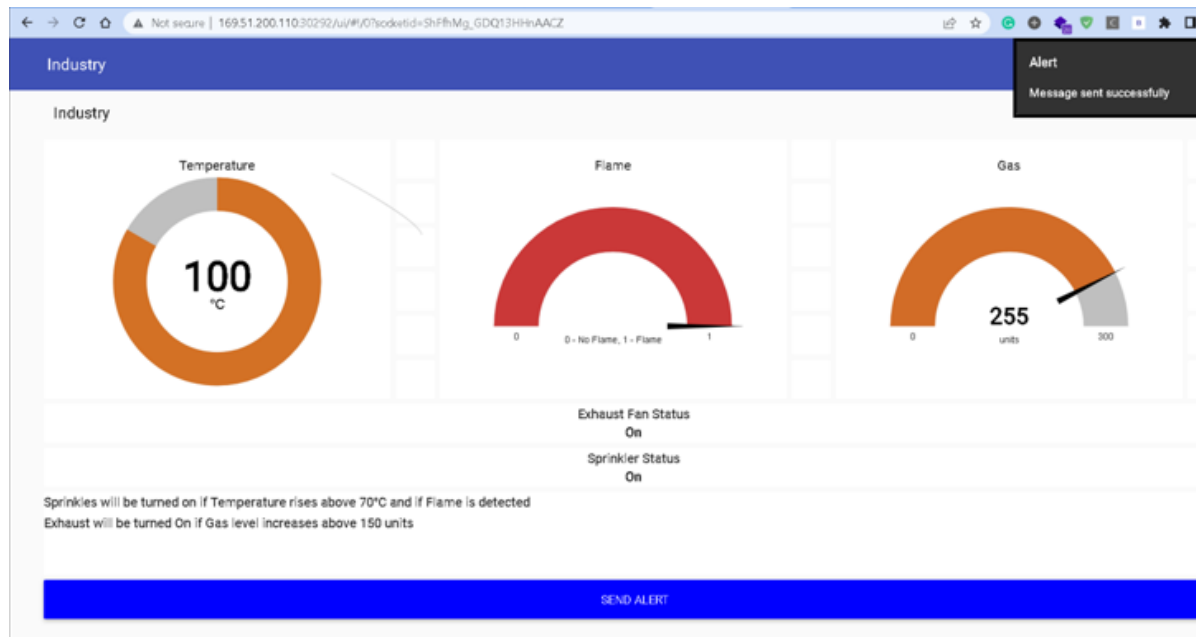 Not secure | 169.51.200.110:30292/ui/#!/0?socketid=ShFfhMg_GDQ13HHnAACZ
Industry
Alert
Message sent successfully
Industry
Temperature
Flame
Gas
100
°C
0
0 - No Flame, 1 - Flame
1
255
units
0
300
Exhaust Fan Status
On
Sprinkler Status
On
Sprinkles will be turned on if Temperature rises above 70°C and if Flame is detected
Exhaust will be turned On if Gas level increases above 150 units
SEND ALERT